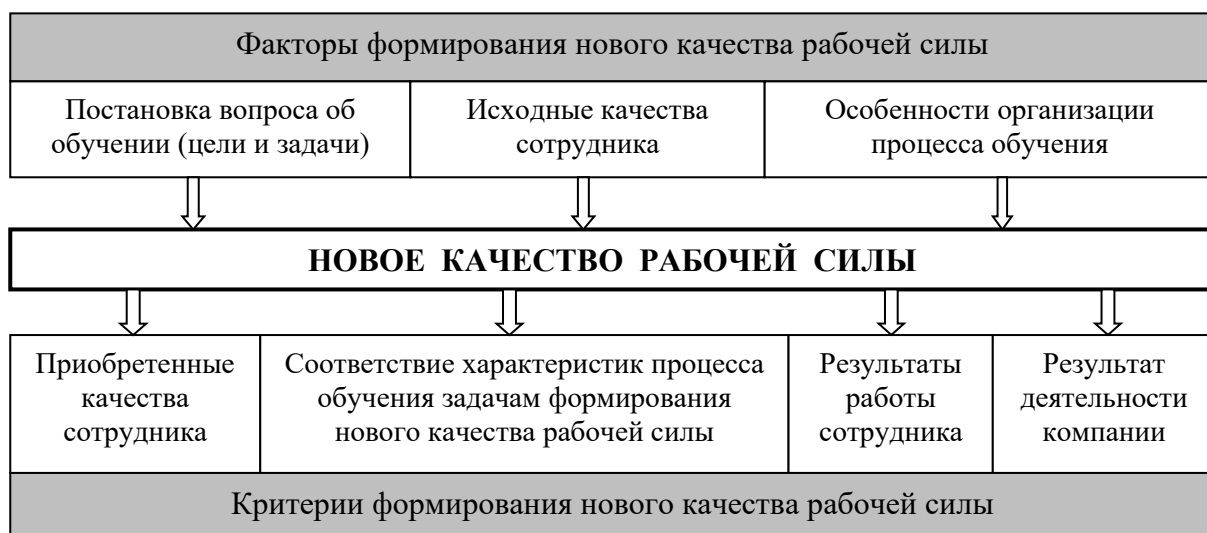 Факторы формирования нового качества рабочей силы
Постановка вопроса об
обучении (цели и задачи)
Исходные качества
сотрудника
Особенности организации
процесса обучения
НОВОЕ КАЧЕСТВО РАБОЧЕЙ СИЛЫ
Приобретенные
качества
сотрудника
Соответствие характеристик процесса
обучения задачам формирования
нового качества рабочей силы
Результаты
работы
сотрудника
Результат
деятельности
компании
Критерии формирования нового качества рабочей силы